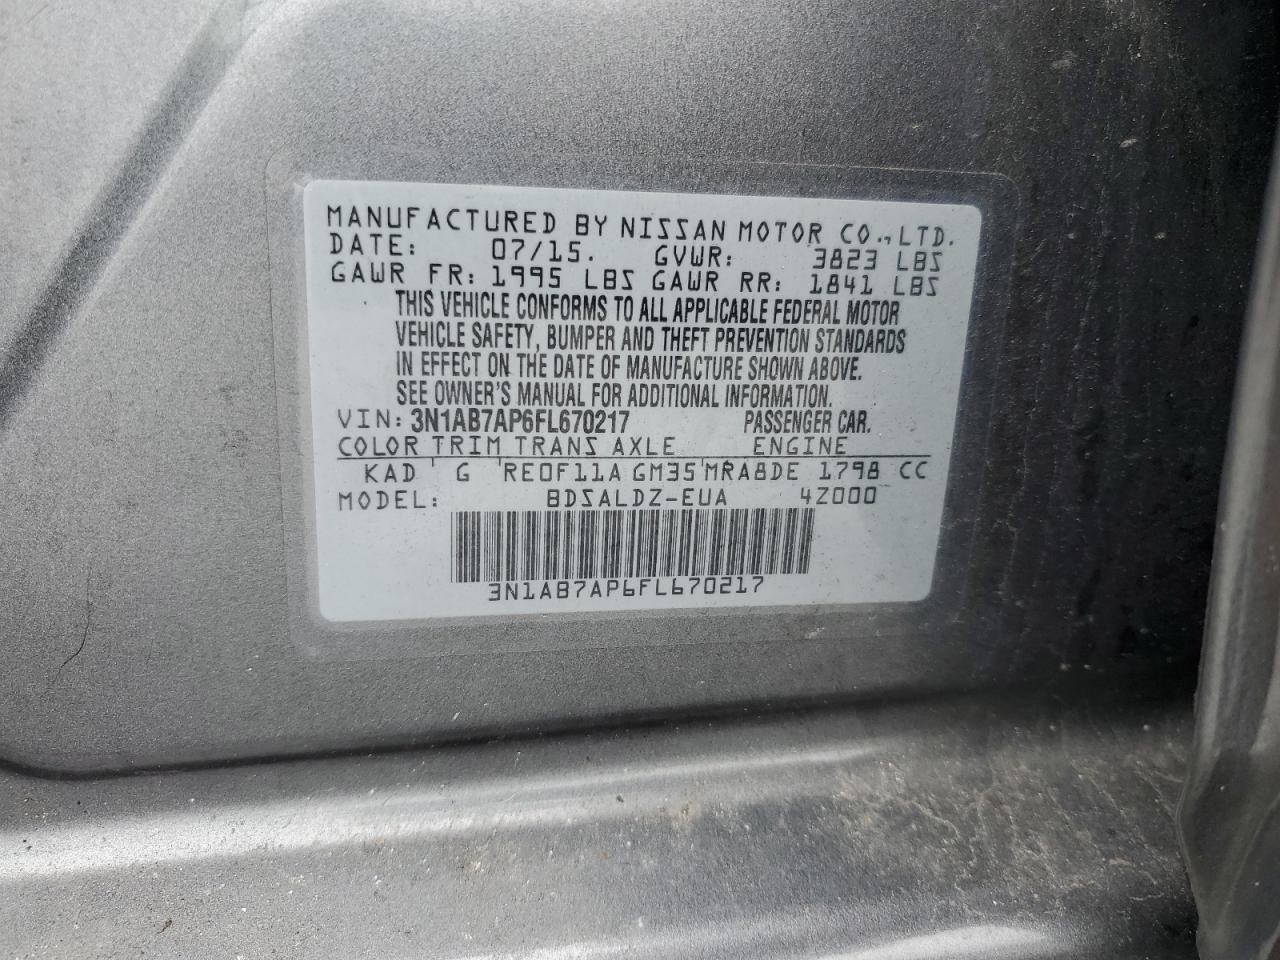 MANUFACTURED BY NISSAN MOTOR CO., LTD.
DATE: 07/15. GVWR: 3823 LBS
GAWR FR: 1995 LBS GAWR RR: 1841 LBS
THIS VEHICLE CONFORMS TO ALL APPLICABLE FEDERAL MOTOR
VEHICLE SAFETY, BUMPER AND THEFT PREVENTION STANDARDS
IN EFFECT ON THE DATE OF MANUFACTURE SHOWN ABOVE.
SEE OWNER'S MANUAL FOR ADDITIONAL INFORMATION.
VIN: 3N1AB7AP6FL670217 PASSENGER CAR.
COLOR TRIM TRANS AXLE ENGINE
KAD G RE0F11A GM35 MRA8DE 1798 CC
MODEL: BDSALDZ-EUA 4Z000
3N1AB7AP6FL670217